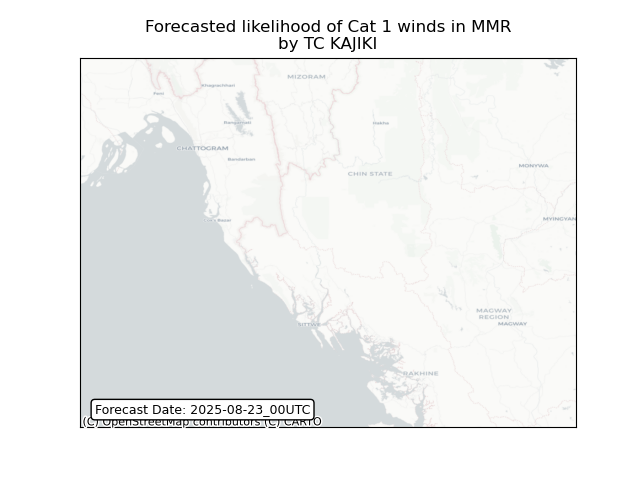 Forecasted likelihood of Cat 1 winds in MMR
by TC KAJIKI
MIZORAM
Khagrachhari
Feni
Rangamati
Hakha
CHATTOGRAM
Bandarban
MONYWA
CHIN STATE
MYINGYAN
Cox's Bazar
MAGWAY
REGION
MAGWAY
SITTWE
RAKHINE
Forecast Date: 2025-08-23_00UTC
(C) OpenStreetMap contributors (C) CARTO